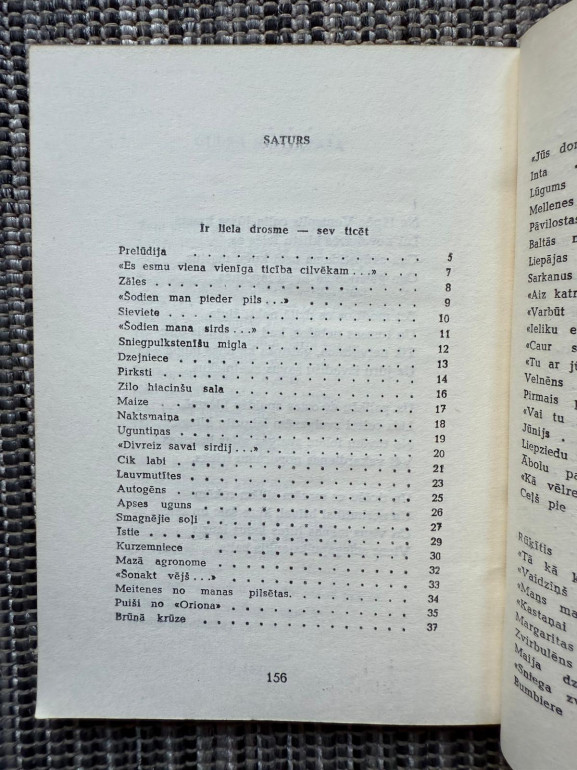 SATURS
Ir liela drosme — sev ticēt
Prelūdija . . . . . . . . . . . . . . 5
«Es esmu viena vienīga ticība cilvēkam...» . . . . . 7
Zāles . . . . . . . . . . . . . . . . 8
«Šodien man pieder pils...» . . . . . . . . . 9
Sieviete . . . . . . . . . . . . . . . 10
«Šodien mana sirds...» . . . . . . . . . . . 11
Sniegpulkstenīšu migla . . . . . . . . . . . 12
Dzejniece . . . . . . . . . . . . . . 13
Pirksti . . . . . . . . . . . . . . . 14
Zilo hiacinšu sala . . . . . . . . . . . . 16
Maize . . . . . . . . . . . . . . . 17
Naktsmaiņa . . . . . . . . . . . . . . 18
Uguntiņas . . . . . . . . . . . . . . 19
«Divreiz savai sirdij...» . . . . . . . . . . 20
Cik labi . . . . . . . . . . . . . . . 21
Lauvmutītes . . . . . . . . . . . . . . 23
Autogēns . . . . . . . . . . . . . . 25
Apses uguns . . . . . . . . . . . . . 26
Smagnējie soļi . . . . . . . . . . . . . 27
Īstie . . . . . . . . . . . . . . . . 29
Kurzemniece . . . . . . . . . . . . . 30
Mazā agronome . . . . . . . . . . . . 32
«Šonakt vējš...» . . . . . . . . . . . . 33
Meitenes no manas pilsētas. . . . . . . . . 34
Puiši no «Oriona» . . . . . . . . . . . . 35
Brūnā krūze . . . . . . . . . . . . . 37
156
«Jūs
Inta
Lūgums
Mellenes
Pāvilostas
Baltās
Liepājas
Sarkanus
«Aiz
«Varbūt
«Ieliku
«Caur
«Tu ar
Velnēns
Pirmais
«Vai tu
Jūnijs .
Liepziedu
Ābolu
«Kā
Ceļš pie
Rūķītis
«Tā kā
«Vaidziņš
«Mans
«Kastaņai
Margaritas
Zvirbulēns
Maija
«Sniega
Bumbiere